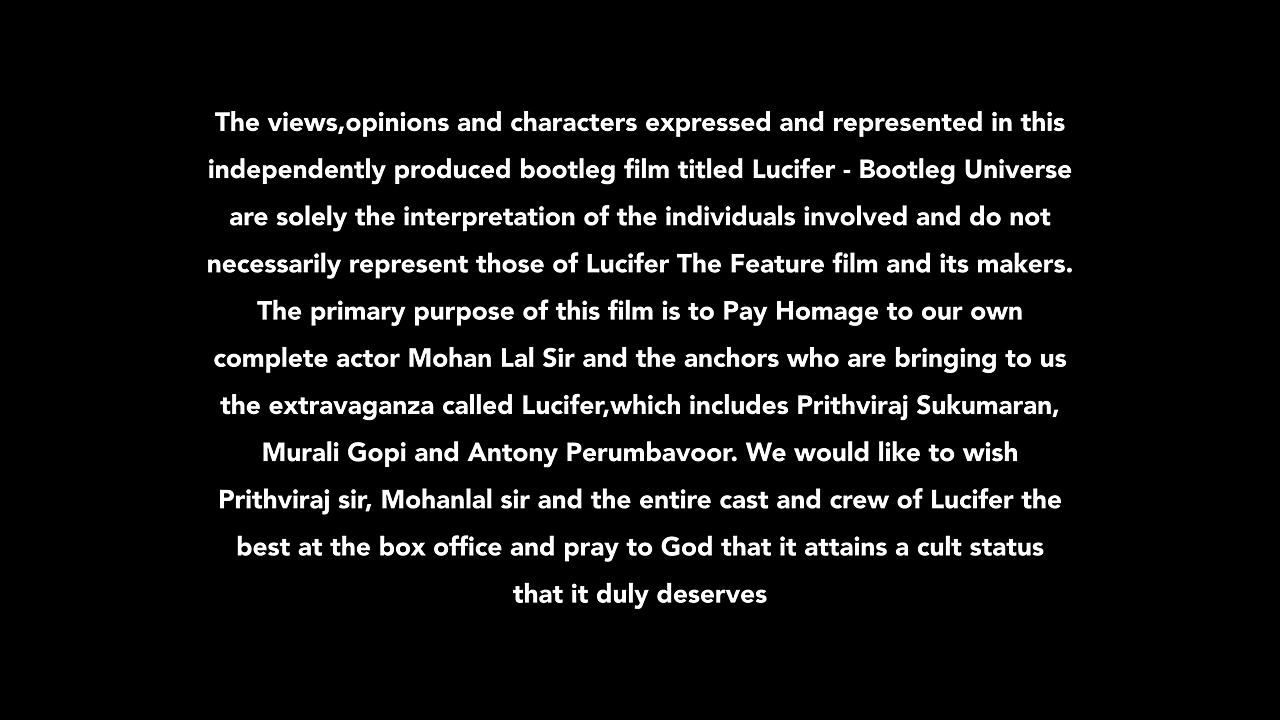 The views,opinions and characters expressed and represented in this
independently produced bootleg film titled Lucifer - Bootleg Universe
are solely the interpretation of the individuals involved and do not
necessarily represent those of Lucifer The Feature film and its makers.
The primary purpose of this film is to Pay Homage to our own
complete actor Mohan Lal Sir and the anchors who are bringing to us
the extravaganza called Lucifer,which includes Prithviraj Sukumaran,
Murali Gopi and Antony Perumbavoor. We would like to wish
Prithviraj sir, Mohanlal sir and the entire cast and crew of Lucifer the
best at the box office and pray to God that it attains a cult status
that it duly deserves